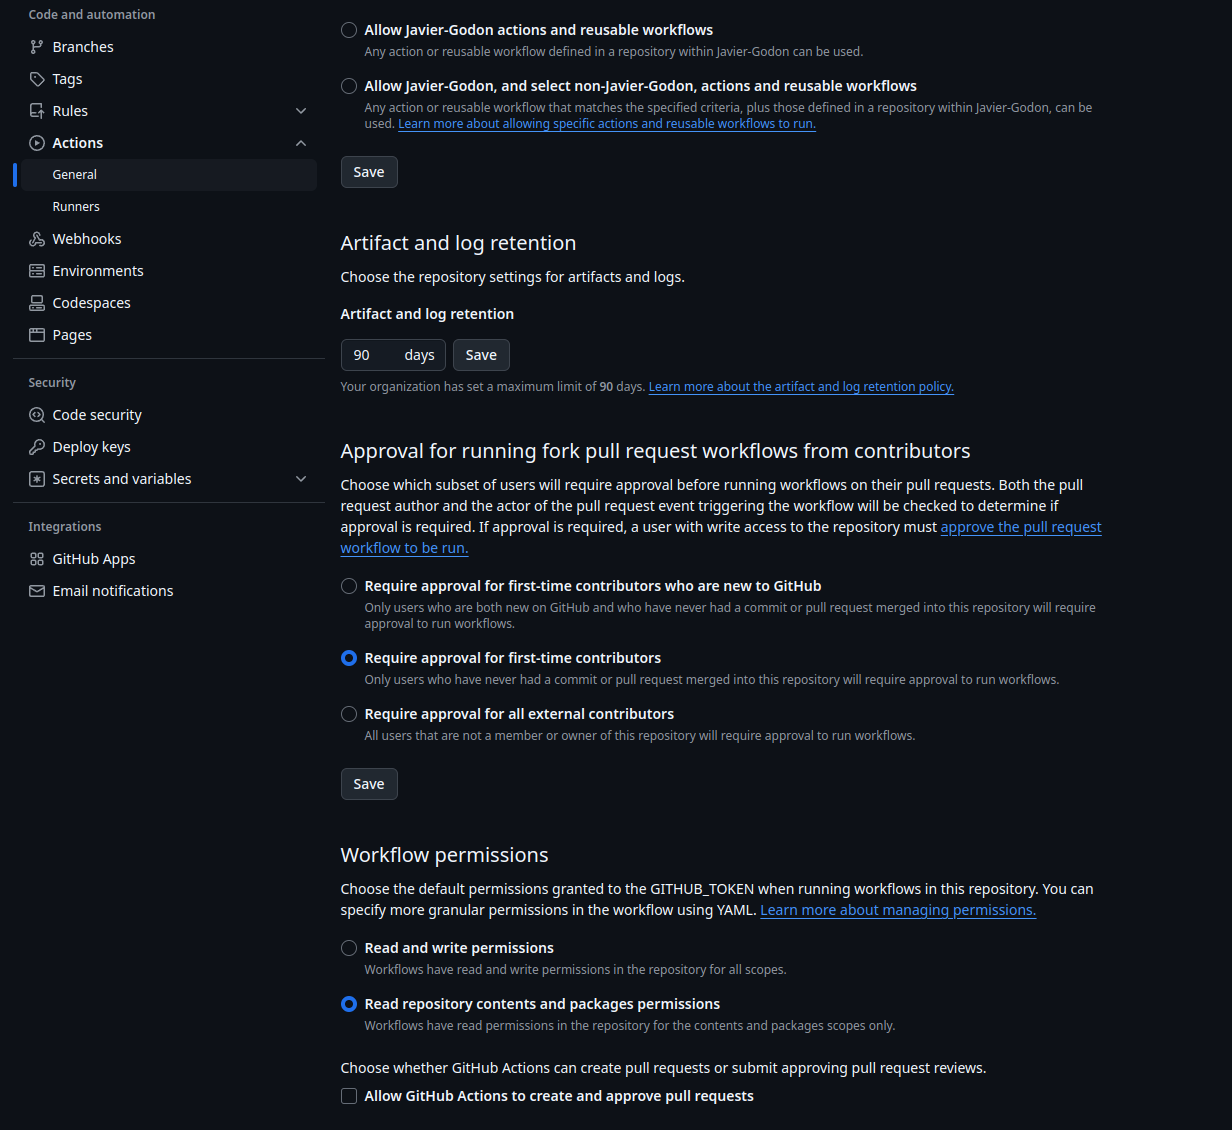 Code and automation
Branches
Tags
Rules
Actions
General
Runners
Webhooks
Environments
Codespaces
Pages
Security
Code security
Deploy keys
Secrets and variables
Integrations
GitHub Apps
Email notifications
Allow Javier-Godon actions and reusable workflows
Any action or reusable workflow defined in a repository within Javier-Godon can be used.
Allow Javier-Godon, and select non-Javier-Godon, actions and reusable workflows
Any action or reusable workflow that matches the specified criteria, plus those defined in a repository within Javier-Godon, can be
used. Learn more about allowing specific actions and reusable workflows to run.
Save
Artifact and log retention
Choose the repository settings for artifacts and logs.
Artifact and log retention
90 days Save
Your organization has set a maximum limit of 90 days. Learn more about the artifact and log retention policy.
Approval for running fork pull request workflows from contributors
Choose which subset of users will require approval before running workflows on their pull requests. Both the pull
request author and the actor of the pull request event triggering the workflow will be checked to determine if
approval is required. If approval is required, a user with write access to the repository must approve the pull request
workflow to be run.
Require approval for first-time contributors who are new to GitHub
Only users who are both new on GitHub and who have never had a commit or pull request merged into this repository will require
approval to run workflows.
Require approval for first-time contributors
Only users who have never had a commit or pull request merged into this repository will require approval to run workflows.
Require approval for all external contributors
All users that are not a member or owner of this repository will require approval to run workflows.
Save
Workflow permissions
Choose the default permissions granted to the GITHUB_TOKEN when running workflows in this repository. You can
specify more granular permissions in the workflow using YAML. Learn more about managing permissions.
Read and write permissions
Workflows have read and write permissions in the repository for all scopes.
Read repository contents and packages permissions
Workflows have read permissions in the repository for the contents and packages scopes only.
Choose whether GitHub Actions can create pull requests or submit approving pull request reviews.
Allow GitHub Actions to create and approve pull requests